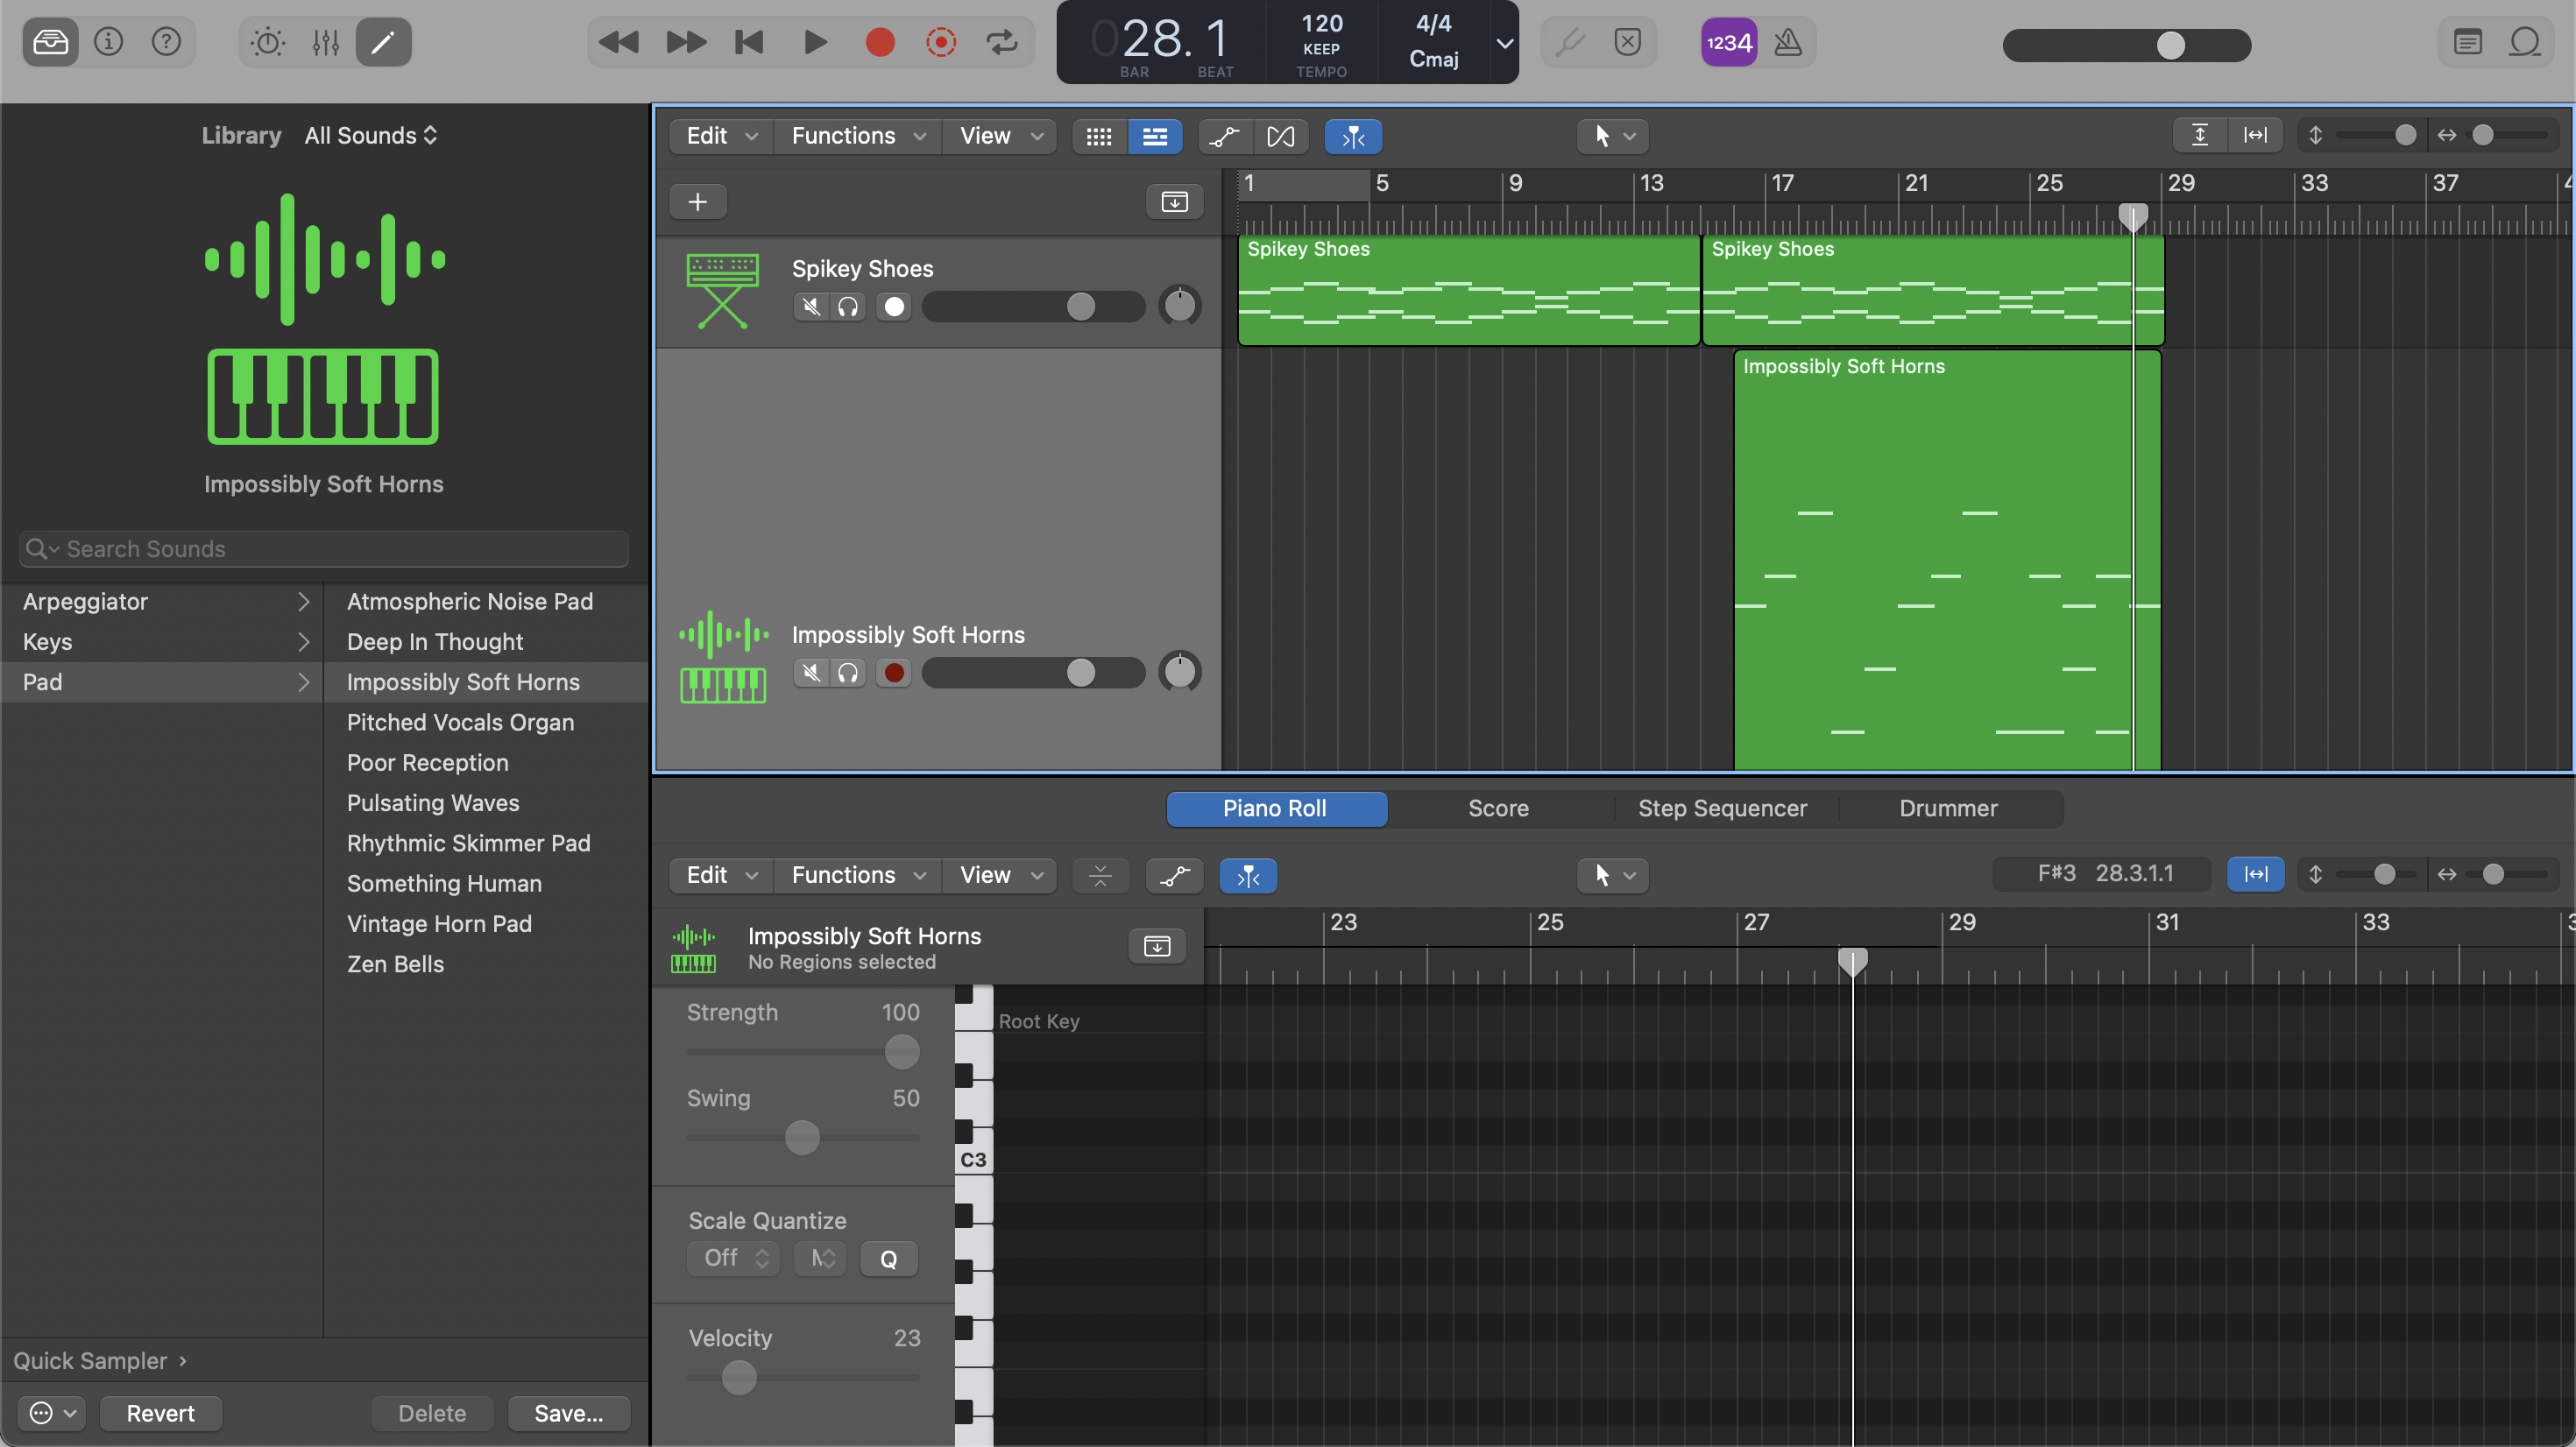 028. 1
BAR BEAT
120
KEEP
TEMPO
4/4
Cmaj
1234
Library All Sounds
Impossibly Soft Horns
Search Sounds
Arpeggiator
Keys
Pad
Atmospheric Noise Pad
Deep In Thought
Impossibly Soft Horns
Pitched Vocals Organ
Poor Reception
Pulsating Waves
Rhythmic Skimmer Pad
Something Human
Vintage Horn Pad
Zen Bells
Quick Sampler ›
Revert Delete Save...
Edit Functions View
1 5 9 13 17 21 25 29 33 37
Spikey Shoes
Spikey Shoes Spikey Shoes
Impossibly Soft Horns
Impossibly Soft Horns
Piano Roll Score Step Sequencer Drummer
Edit Functions View
F#3 28.3.1.1
Impossibly Soft Horns
No Regions selected
23 25 27 29 31 33
Strength 100
Swing 50
Root Key
C3
Scale Quantize
Off Q
Velocity 23